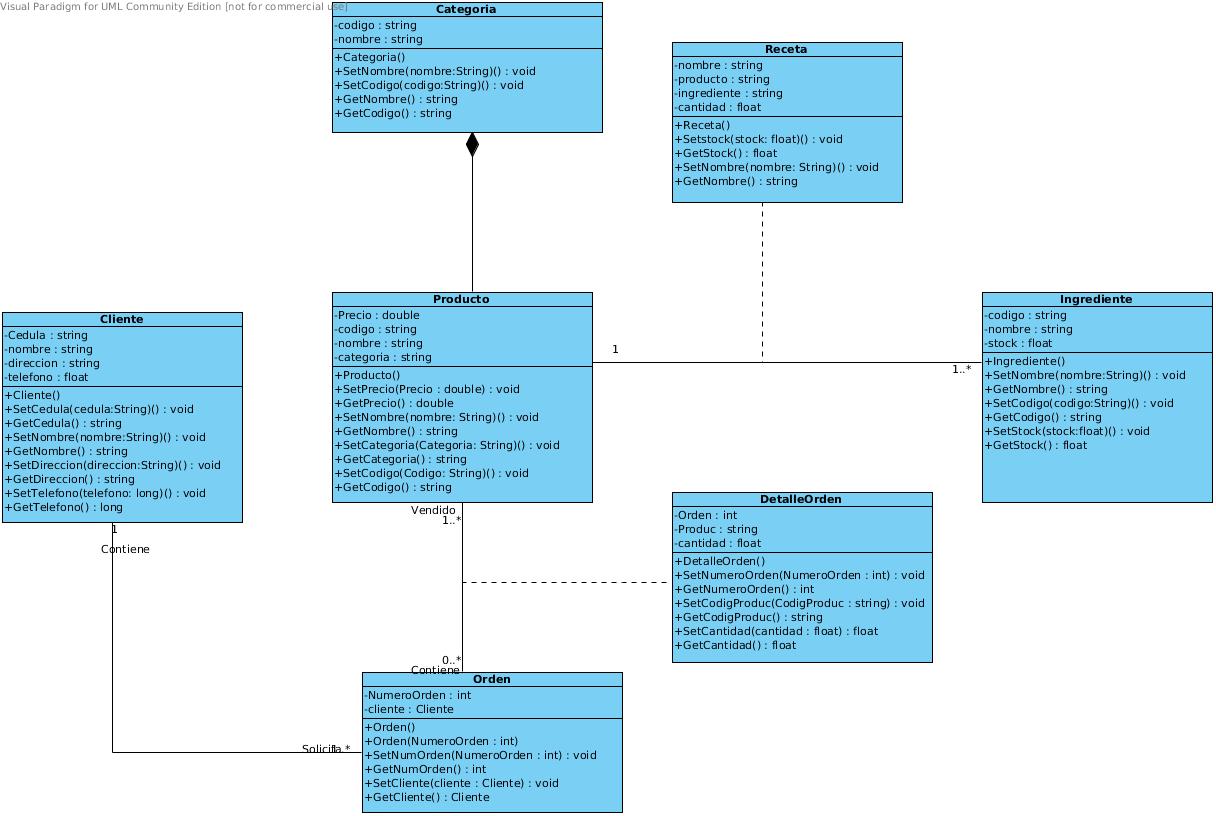 Visual Paradigm for UML Community Edition [not for commercial use]
Categoria
-codigo : string
-nombre : string
+Categoria()
+SetNombre(nombre:String)() : void
+SetCodigo(codigo:String)() : void
+GetNombre() : string
+GetCodigo() : string
Receta
-nombre : string
-producto : string
-ingrediente : string
-cantidad : float
+Receta()
+Setstock(stock: float)() : void
+GetStock() : float
+SetNombre(nombre: String)() : void
+GetNombre() : string
Cliente
-Cedula : string
-nombre : string
-direccion : string
-telefono : float
+Cliente()
+SetCedula(cedula:String)() : void
+GetCedula() : string
+SetNombre(nombre:String)() : void
+GetNombre() : string
+SetDireccion(direccion:String)() : void
+GetDireccion() : string
+SetTelefono(telefono: long)() : void
+GetTelefono() : long
1
Contiene
Producto
-Precio : double
-codigo : string
-nombre : string
-categoria : string
+Producto()
+SetPrecio(Precio : double) : void
+GetPrecio() : double
+SetNombre(nombre: String)() : void
+GetNombre() : string
+SetCategoria(Categoria: String)() : void
+GetCategoria() : string
+SetCodigo(Codigo: String)() : void
+GetCodigo() : string
1
1..*
Ingrediente
-codigo : string
-nombre : string
-stock : float
+Ingrediente()
+SetNombre(nombre:String)() : void
+GetNombre() : string
+SetCodigo(codigo:String)() : void
+GetCodigo() : string
+SetStock(stock:float)() : void
+GetStock() : float
Vendido
1..*
DetalleOrden
-Orden : int
-Produc : string
-cantidad : float
+DetalleOrden()
+SetNumeroOrden(NumeroOrden : int) : void
+GetNumeroOrden() : int
+SetCodigProduc(CodigProduc : string) : void
+GetCodigProduc() : string
+SetCantidad(cantidad : float) : float
+GetCantidad() : float
0..*
Contiene
Orden
-NumeroOrden : int
-cliente : Cliente
+Orden()
+Orden(NumeroOrden : int)
+SetNumOrden(NumeroOrden : int) : void
+GetNumOrden() : int
+SetCliente(cliente : Cliente) : void
+GetCliente() : Cliente
Solicita
1..*